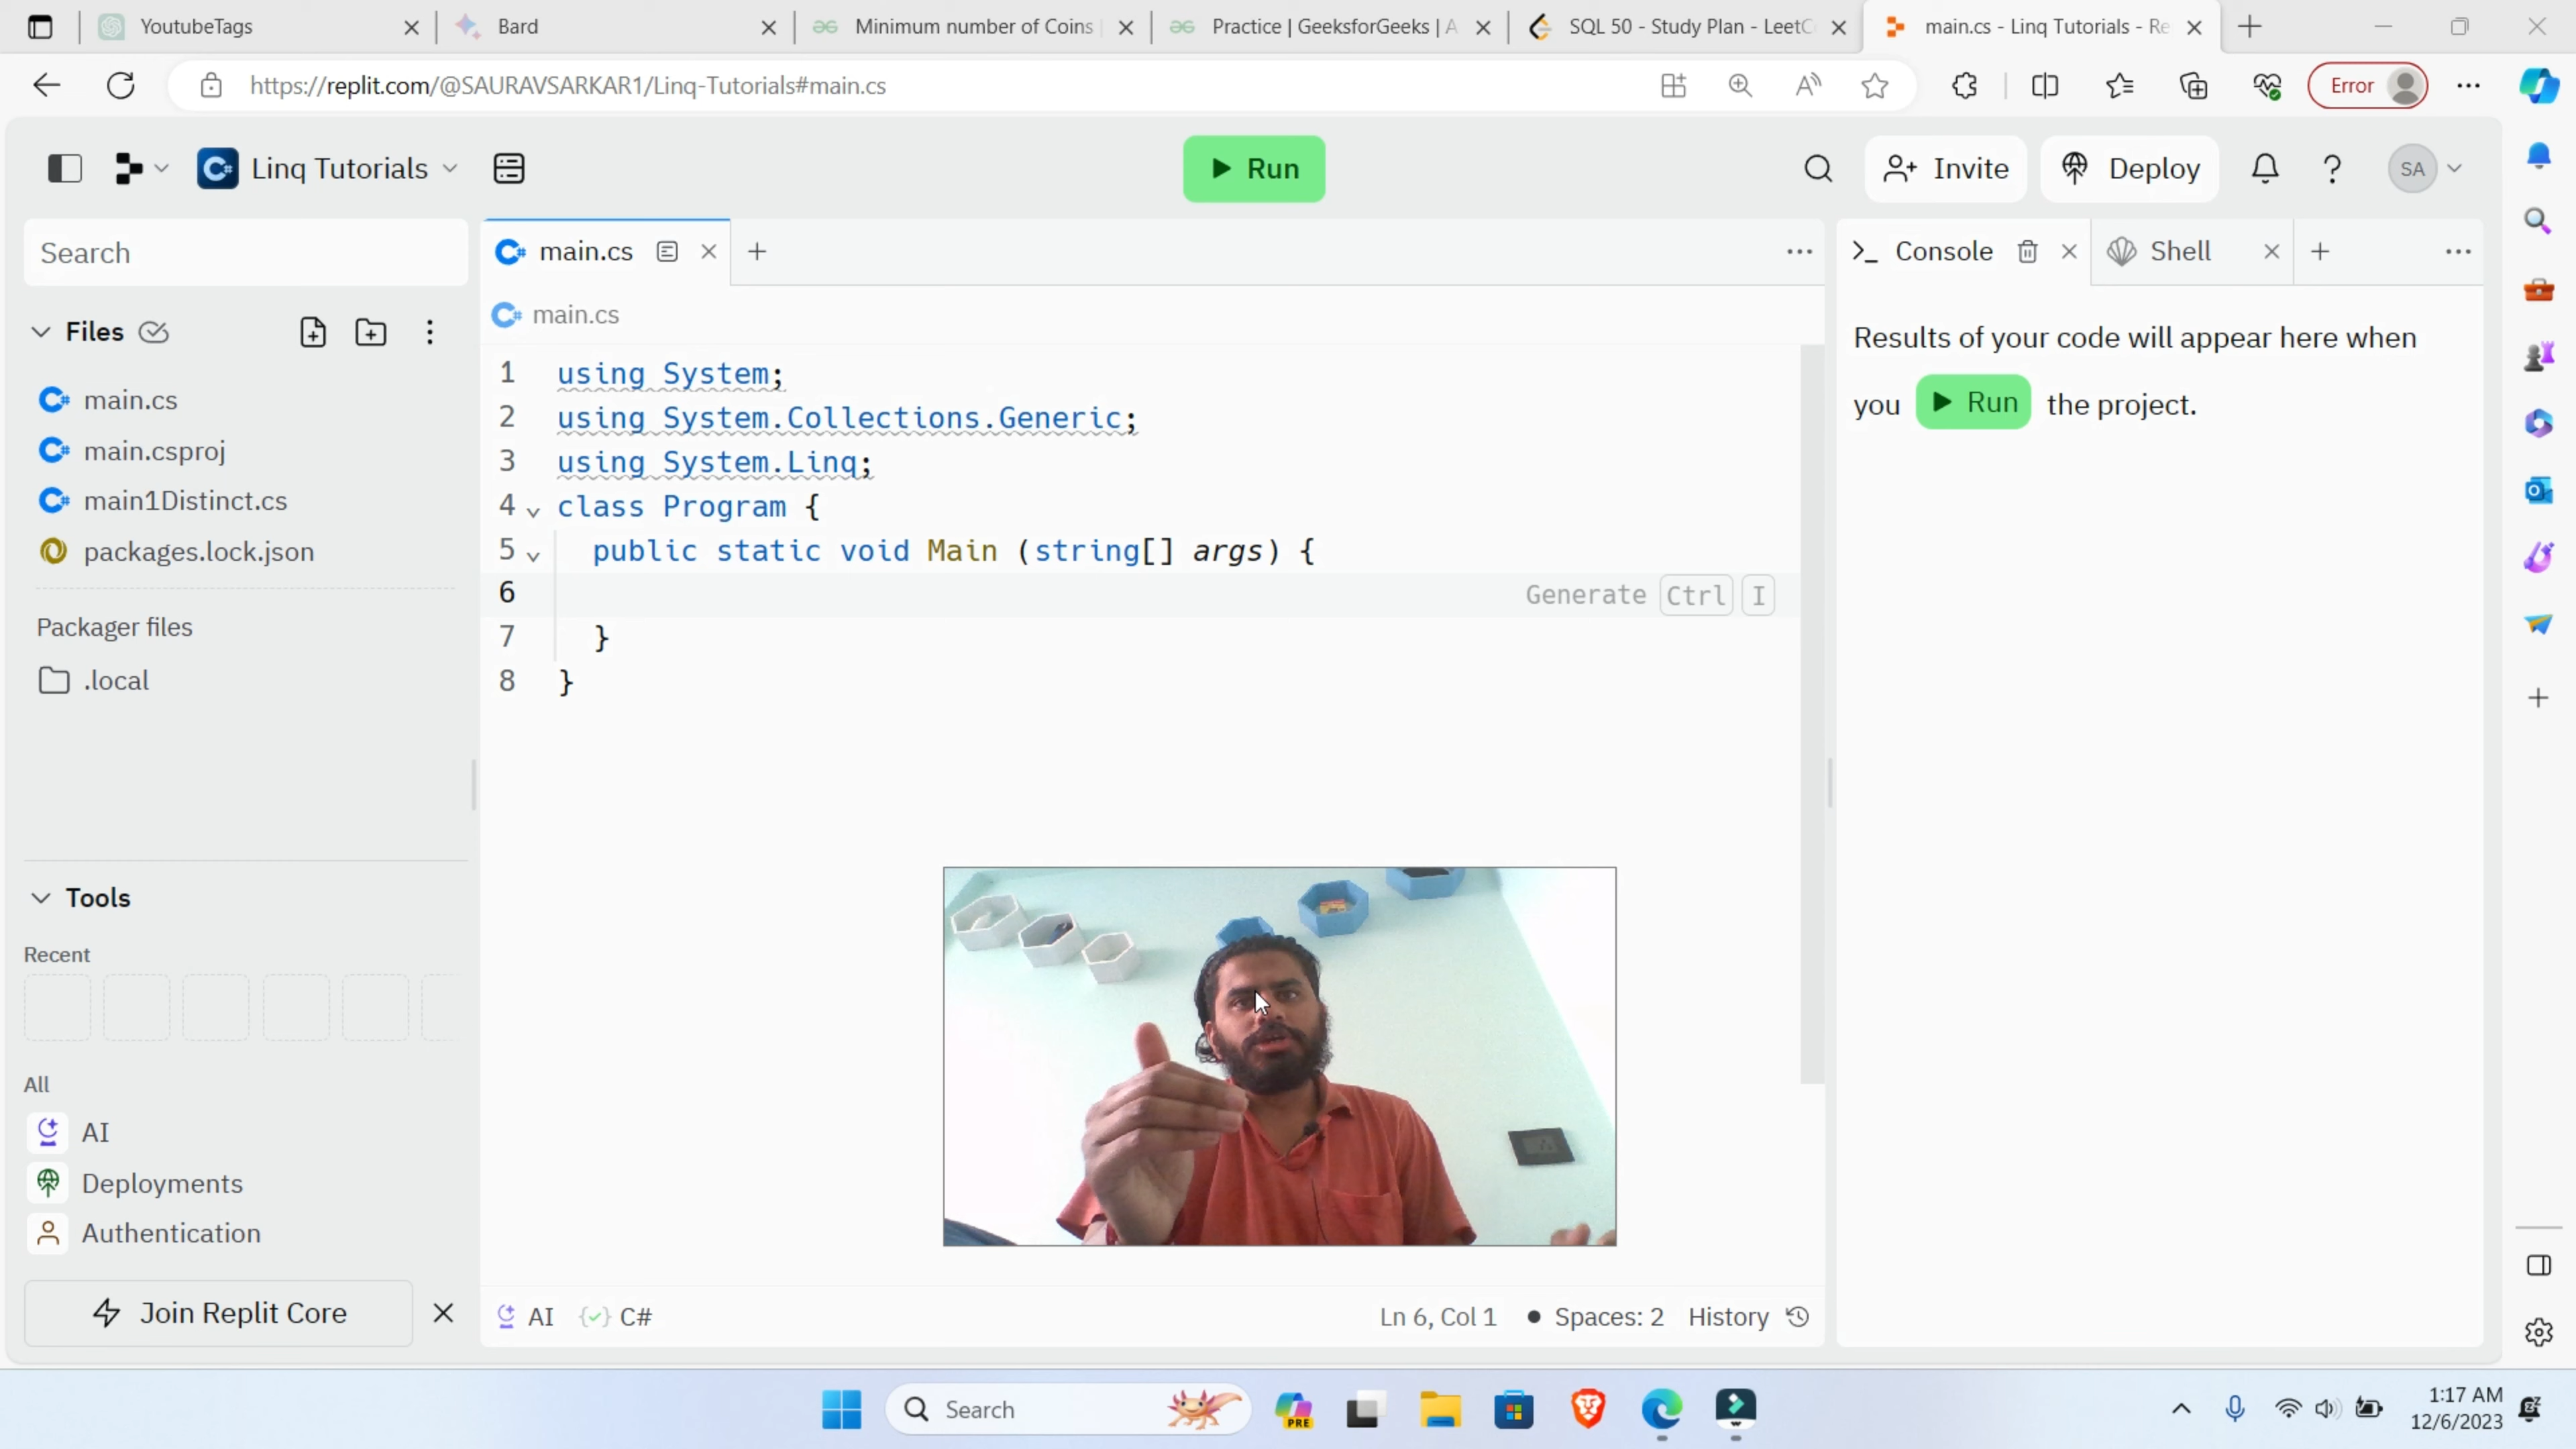 YoutubeTags
Bard
Minimum number of Coins
Practice | GeeksforGeeks | A
SQL 50 - Study Plan - LeetC
main.cs - Linq Tutorials - Re
https://replit.com/@SAURAVSARKAR1/Linq-Tutorials#main.cs
Error
Linq Tutorials
Run
Invite
Deploy
SA
Search
Files
main.cs
main.csproj
main1Distinct.cs
packages.lock.json
Packager files
.local
Tools
Recent
All
AI
Deployments
Authentication
Join Replit Core
main.cs
main.cs
1 using System;
2 using System.Collections.Generic;
3 using System.Linq;
4 class Program {
5 public static void Main (string[] args) {
6 Generate Ctrl I
7 }
8 }
AI C# Ln 6, Col 1 Spaces: 2 History
Console
Shell
Results of your code will appear here when
you Run the project.
Search
PRE
1:17 AM
12/6/2023